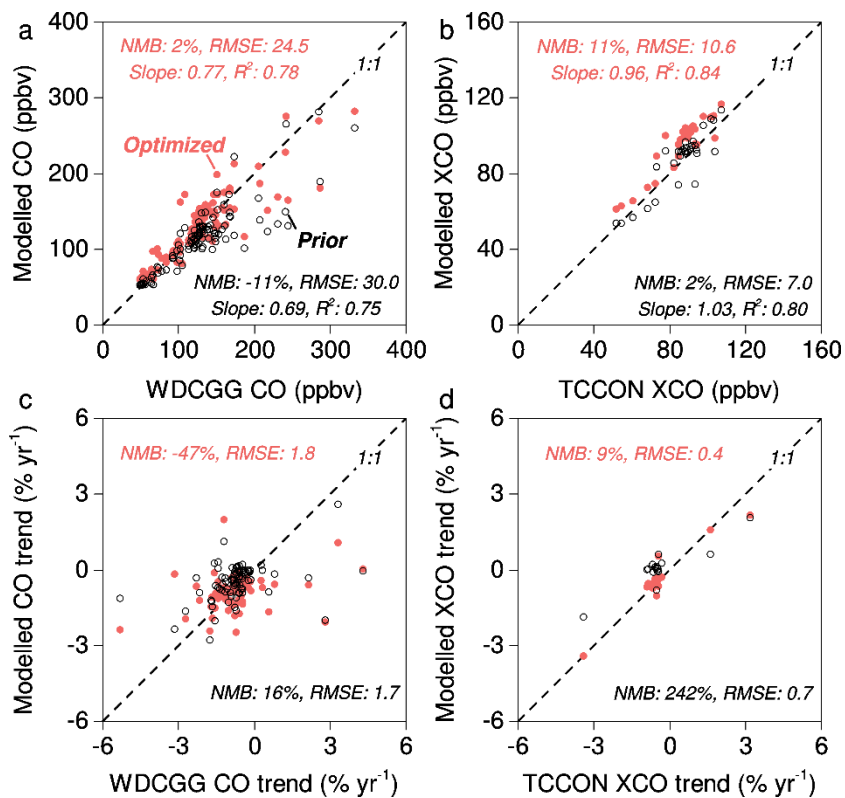 a
400
300
200
100
0
Modelled CO (ppbv)
NMB: 2%, RMSE: 24.5
Slope: 0.77, R²: 0.78
1:1
Optimized
Prior
NMB: -11%, RMSE: 30.0
Slope: 0.69, R²: 0.75
0 100 200 300 400
WDCGG CO (ppbv)
b
160
120
80
40
0
Modelled XCO (ppbv)
NMB: 11%, RMSE: 10.6
Slope: 0.96, R²: 0.84
1:1
NMB: 2%, RMSE: 7.0
Slope: 1.03, R²: 0.80
0 40 80 120 160
TCCON XCO (ppbv)
c
6
3
0
-3
-6
Modelled CO trend (% yr⁻¹)
NMB: -47%, RMSE: 1.8
1:1
NMB: 16%, RMSE: 1.7
-6 -3 0 3 6
WDCGG CO trend (% yr⁻¹)
d
6
3
0
-3
-6
Modelled XCO trend (% yr⁻¹)
NMB: 9%, RMSE: 0.4
1:1
NMB: 242%, RMSE: 0.7
-6 -3 0 3 6
TCCON XCO trend (% yr⁻¹)